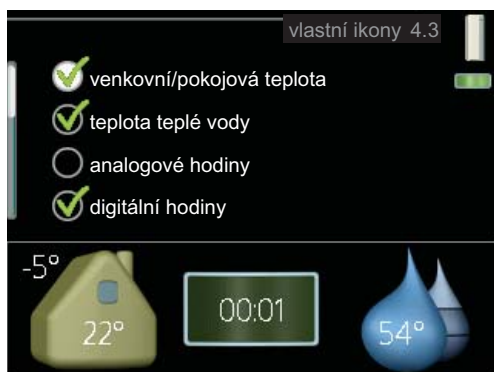 vlastní ikony 4.3
venkovní/pokojová teplota
teplota teplé vody
analogové hodiny
digitální hodiny
-5°
22°
00:01
54°